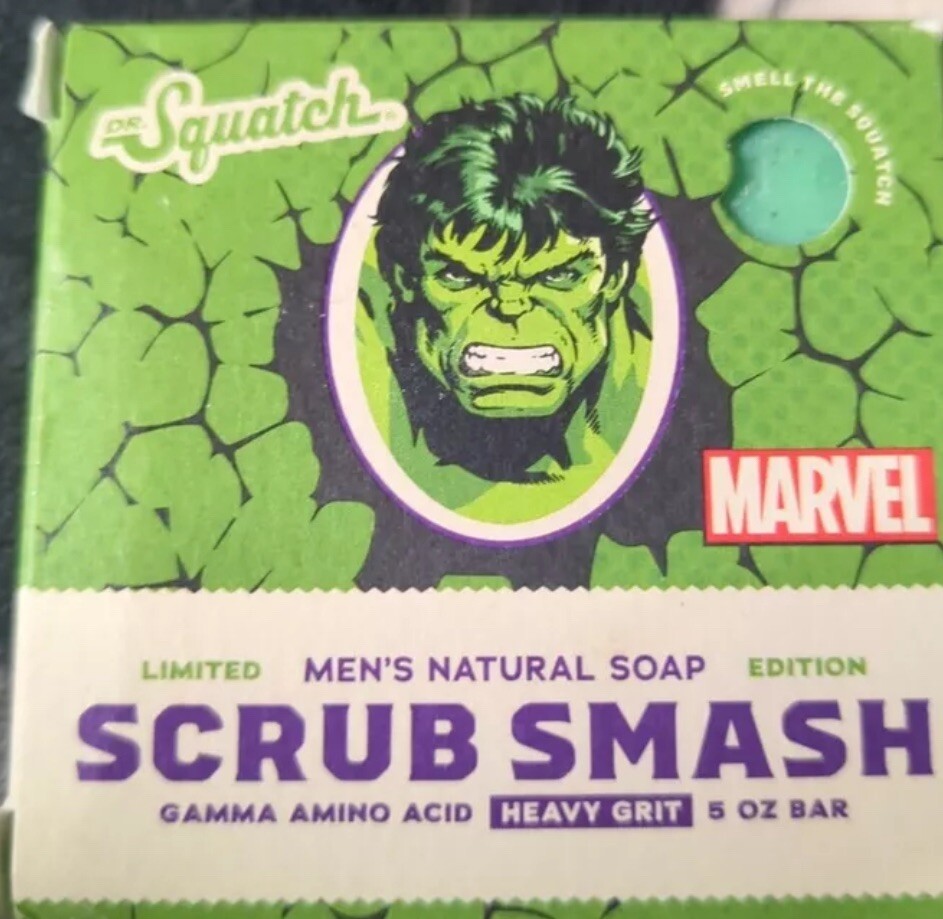 DR. Squatch
SMELL THE SQUATCH
MARVEL
LIMITED MEN'S NATURAL SOAP EDITION
SCRUB SMASH
GAMMA AMINO ACID HEAVY GRIT 5 OZ BAR